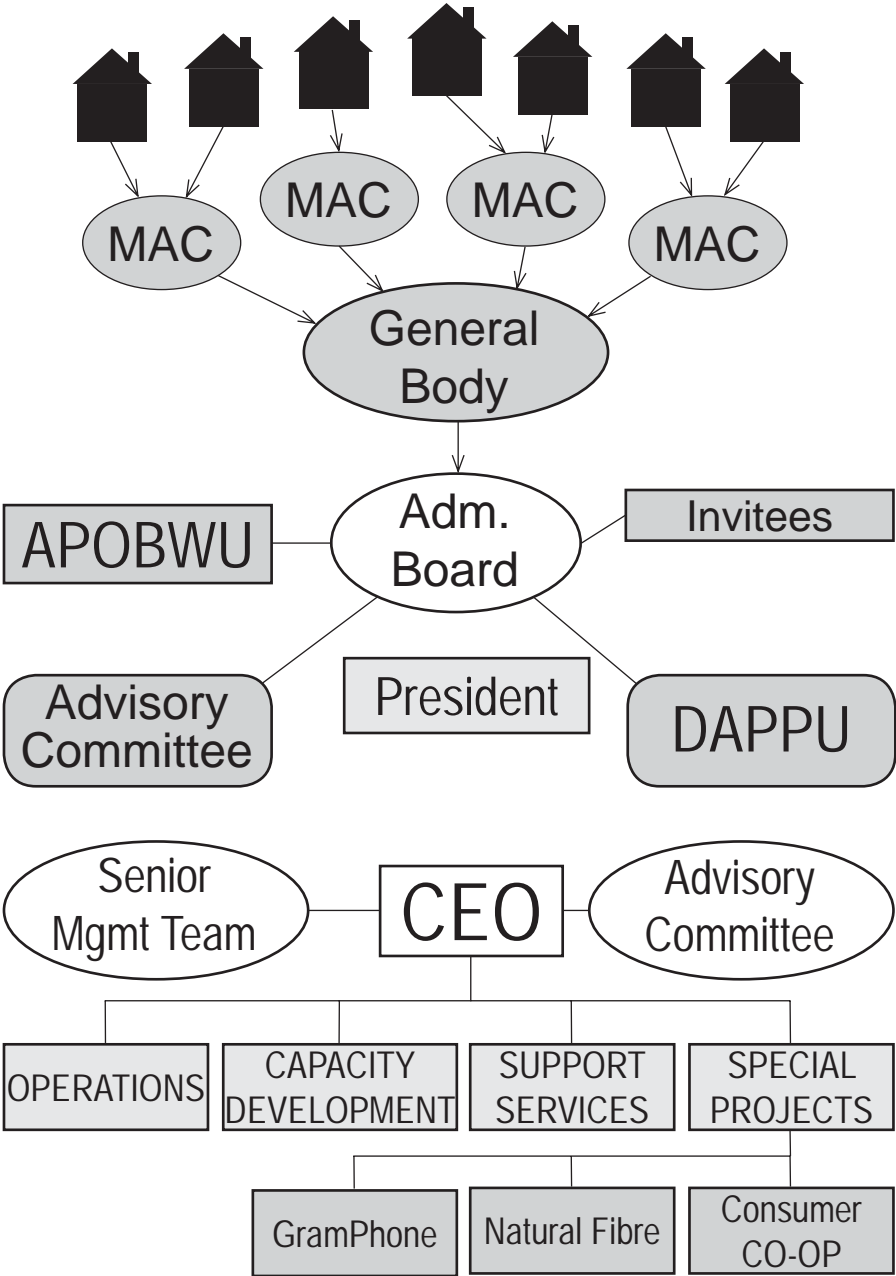 MAC
MAC
MAC
MAC
General
Body
Adm.
Board
APOBWU
Invitees
Advisory
Committee
President
DAPPU
Senior
Mgmt Team
CEO
Advisory
Committee
OPERATIONS
CAPACITY
DEVELOPMENT
SUPPORT
SERVICES
SPECIAL
PROJECTS
GramPhone
Natural Fibre
Consumer
CO-OP